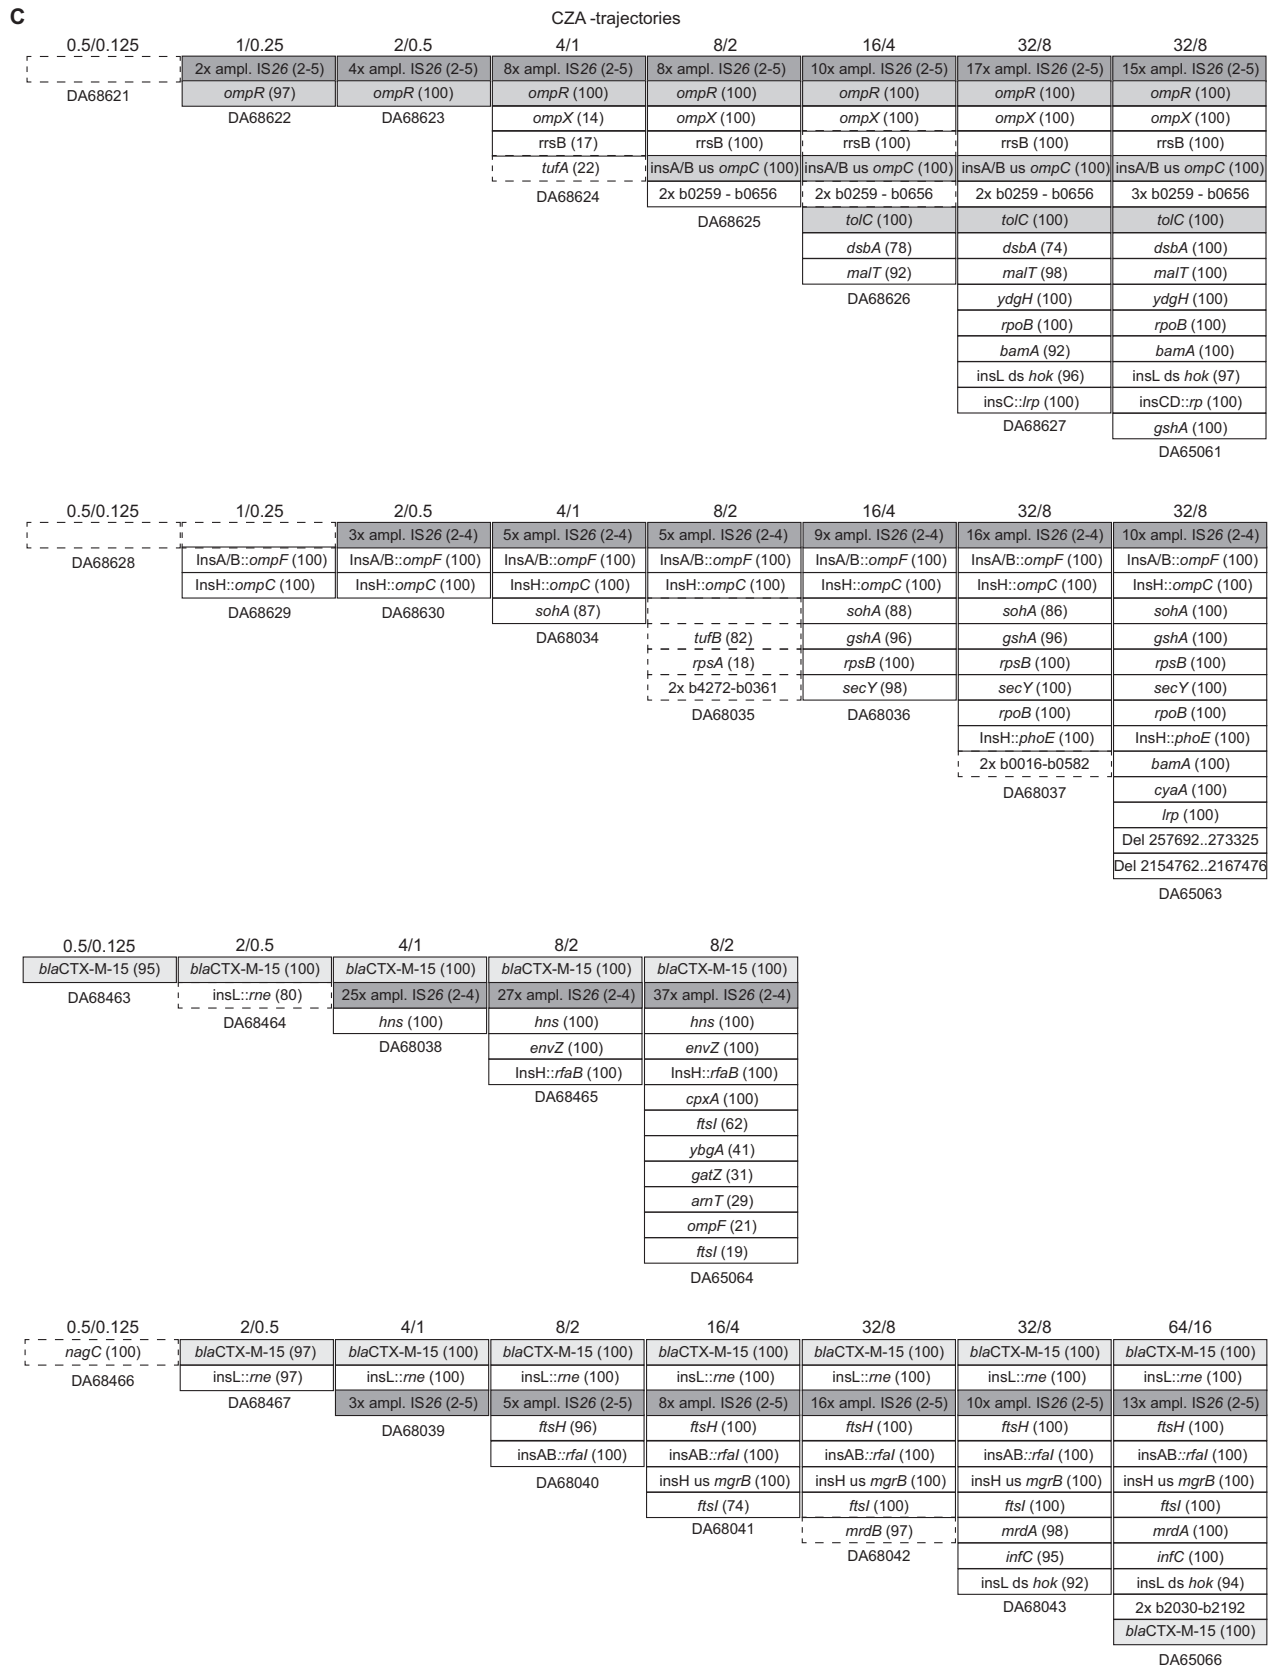 C
CZA -trajectories
0.5/0.125 1/0.25 2/0.5 4/1 8/2 16/4 32/8 32/8
2x ampl. IS26 (2-5) 4x ampl. IS26 (2-5) 8x ampl. IS26 (2-5) 8x ampl. IS26 (2-5) 10x ampl. IS26 (2-5) 17x ampl. IS26 (2-5) 15x ampl. IS26 (2-5)
DA68621 ompR (97) ompR (100) ompR (100) ompR (100) ompR (100) ompR (100) ompR (100)
DA68622 DA68623 ompX (14) ompX (100) ompX (100) ompX (100) ompX (100)
rrsB (17) rrsB (100) rrsB (100) rrsB (100) rrsB (100)
tufA (22) insA/B us ompC (100) insA/B us ompC (100) insA/B us ompC (100) insA/B us ompC (100)
DA68624 2x b0259 - b0656 2x b0259 - b0656 2x b0259 - b0656 3x b0259 - b0656
DA68625 tolC (100) tolC (100) tolC (100)
dsbA (78) dsbA (74) dsbA (100)
malT (92) malT (98) malT (100)
DA68626 ydgH (100) ydgH (100)
rpoB (100) rpoB (100)
bamA (92) bamA (100)
insL ds hok (96) insL ds hok (97)
insC::lrp (100) insCD::rp (100)
DA68627 gshA (100)
DA65061
0.5/0.125 1/0.25 2/0.5 4/1 8/2 16/4 32/8 32/8
3x ampl. IS26 (2-4) 5x ampl. IS26 (2-4) 5x ampl. IS26 (2-4) 9x ampl. IS26 (2-4) 16x ampl. IS26 (2-4) 10x ampl. IS26 (2-4)
DA68628 InsA/B::ompF (100) InsA/B::ompF (100) InsA/B::ompF (100) InsA/B::ompF (100) InsA/B::ompF (100) InsA/B::ompF (100) InsA/B::ompF (100)
InsH::ompC (100) InsH::ompC (100) InsH::ompC (100) InsH::ompC (100) InsH::ompC (100) InsH::ompC (100) InsH::ompC (100)
DA68629 DA68630 sohA (87) sohA (88) sohA (86) sohA (100)
DA68034 tufB (82) gshA (96) gshA (96) gshA (100)
rpsA (18) rpsB (100) rpsB (100) rpsB (100)
2x b4272-b0361 secY (98) secY (100) secY (100)
DA68035 DA68036 rpoB (100) rpoB (100)
InsH::phoE (100) InsH::phoE (100)
2x b0016-b0582 bamA (100)
DA68037 cyaA (100)
lrp (100)
Del 257692..273325
Del 2154762..2167476
DA65063
0.5/0.125 2/0.5 4/1 8/2 8/2
blaCTX-M-15 (95) blaCTX-M-15 (100) blaCTX-M-15 (100) blaCTX-M-15 (100) blaCTX-M-15 (100)
DA68463 insL::rne (80) 25x ampl. IS26 (2-4) 27x ampl. IS26 (2-4) 37x ampl. IS26 (2-4)
DA68464 hns (100) hns (100) hns (100)
DA68038 envZ (100) envZ (100)
InsH::rfaB (100) InsH::rfaB (100)
DA68465 cpxA (100)
ftsI (62)
ybgA (41)
gatZ (31)
arnT (29)
ompF (21)
ftsI (19)
DA65064
0.5/0.125 2/0.5 4/1 8/2 16/4 32/8 32/8 64/16
nagC (100) blaCTX-M-15 (97) blaCTX-M-15 (100) blaCTX-M-15 (100) blaCTX-M-15 (100) blaCTX-M-15 (100) blaCTX-M-15 (100) blaCTX-M-15 (100)
DA68466 insL::rne (97) insL::rne (100) insL::rne (100) insL::rne (100) insL::rne (100) insL::rne (100) insL::rne (100)
DA68467 3x ampl. IS26 (2-5) 5x ampl. IS26 (2-5) 8x ampl. IS26 (2-5) 16x ampl. IS26 (2-5) 10x ampl. IS26 (2-5) 13x ampl. IS26 (2-5)
DA68039 ftsH (96) ftsH (100) ftsH (100) ftsH (100) ftsH (100)
insAB::rfaI (100) insAB::rfaI (100) insAB::rfaI (100) insAB::rfaI (100) insAB::rfaI (100)
DA68040 insH us mgrB (100) insH us mgrB (100) insH us mgrB (100) insH us mgrB (100)
ftsI (74) ftsI (100) ftsI (100) ftsI (100)
DA68041 mrdB (97) mrdA (98) mrdA (100)
DA68042 infC (95) infC (100)
insL ds hok (92) insL ds hok (94)
DA68043 2x b2030-b2192
blaCTX-M-15 (100)
DA65066